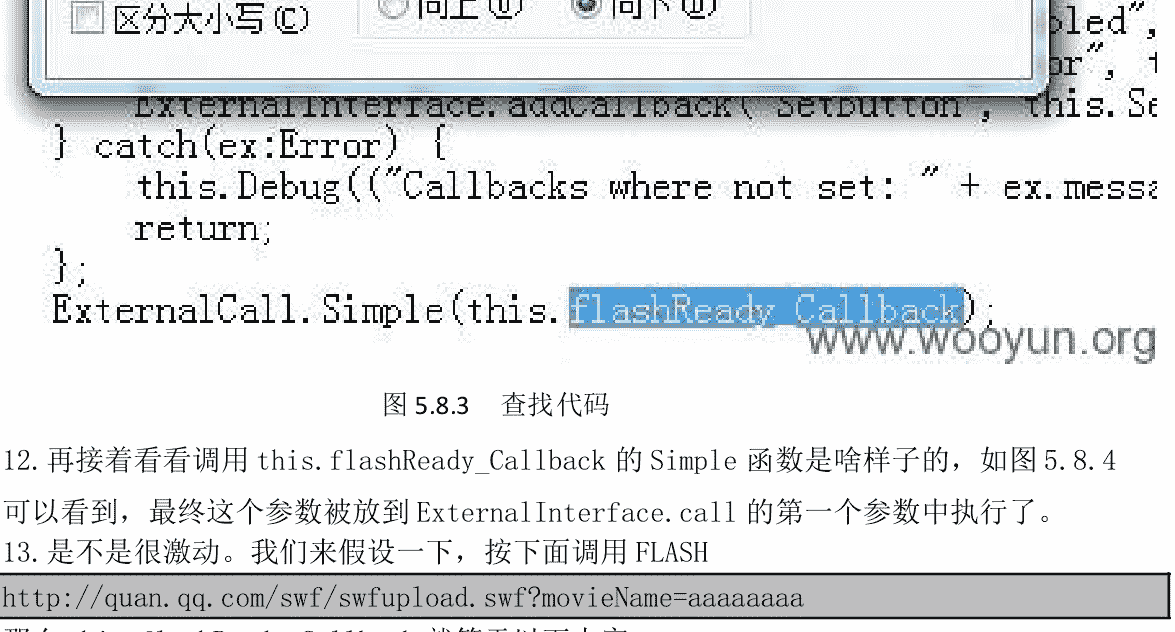 区分大小写(C) 向上(U) 向下(D)
bled",
or", t
ExternalInterface.addCallback("SetButton", this.Se
} catch(ex:Error) {
this.Debug(("Callbacks where not set: " + ex.messa
return;
};
ExternalCall.Simple(this.flashReady_Callback);
www.wooyun.org
图 5.8.3 查找代码
12.再接着看看调用 this.flashReady_Callback 的 Simple 函数是啥样子的，如图 5.8.4
可以看到，最终这个参数被放到 ExternalInterface.call 的第一个参数中执行了。
13.是不是很激动。我们来假设一下，按下面调用 FLASH
http://quan.qq.com/swf/swfupload.swf?movieName=aaaaaaaa